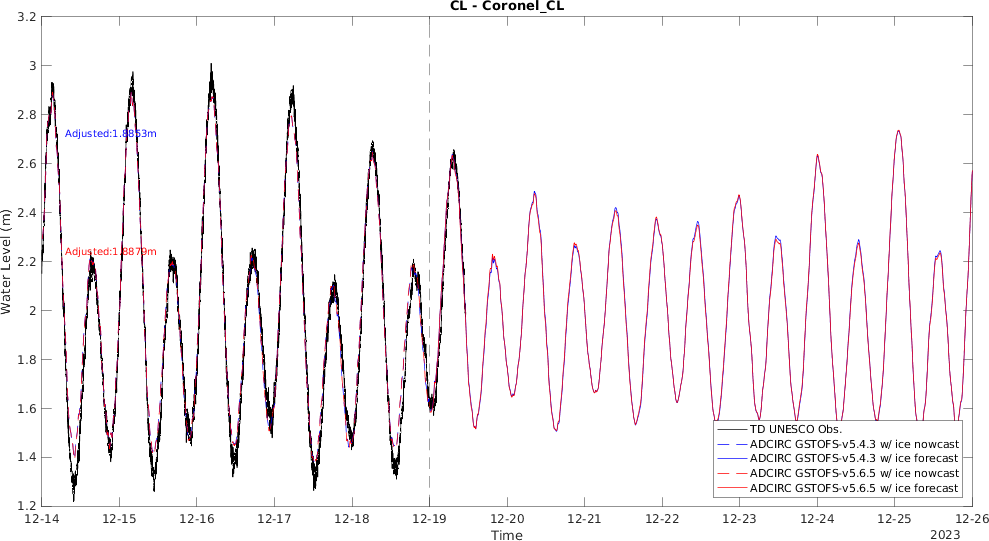 CL - Coronel_CL
3.2
3
2.8
2.6
2.4
2.2
2
1.8
1.6
1.4
1.2
Water Level (m)
Adjusted:1.8853m
Adjusted:1.8879m
TD UNESCO Obs.
ADCIRC GSTOFS-v5.4.3 w/ ice nowcast
ADCIRC GSTOFS-v5.4.3 w/ ice forecast
ADCIRC GSTOFS-v5.6.5 w/ ice nowcast
ADCIRC GSTOFS-v5.6.5 w/ ice forecast
12-14 12-15 12-16 12-17 12-18 12-19 12-20 12-21 12-22 12-23 12-24 12-25 12-26
Time
2023